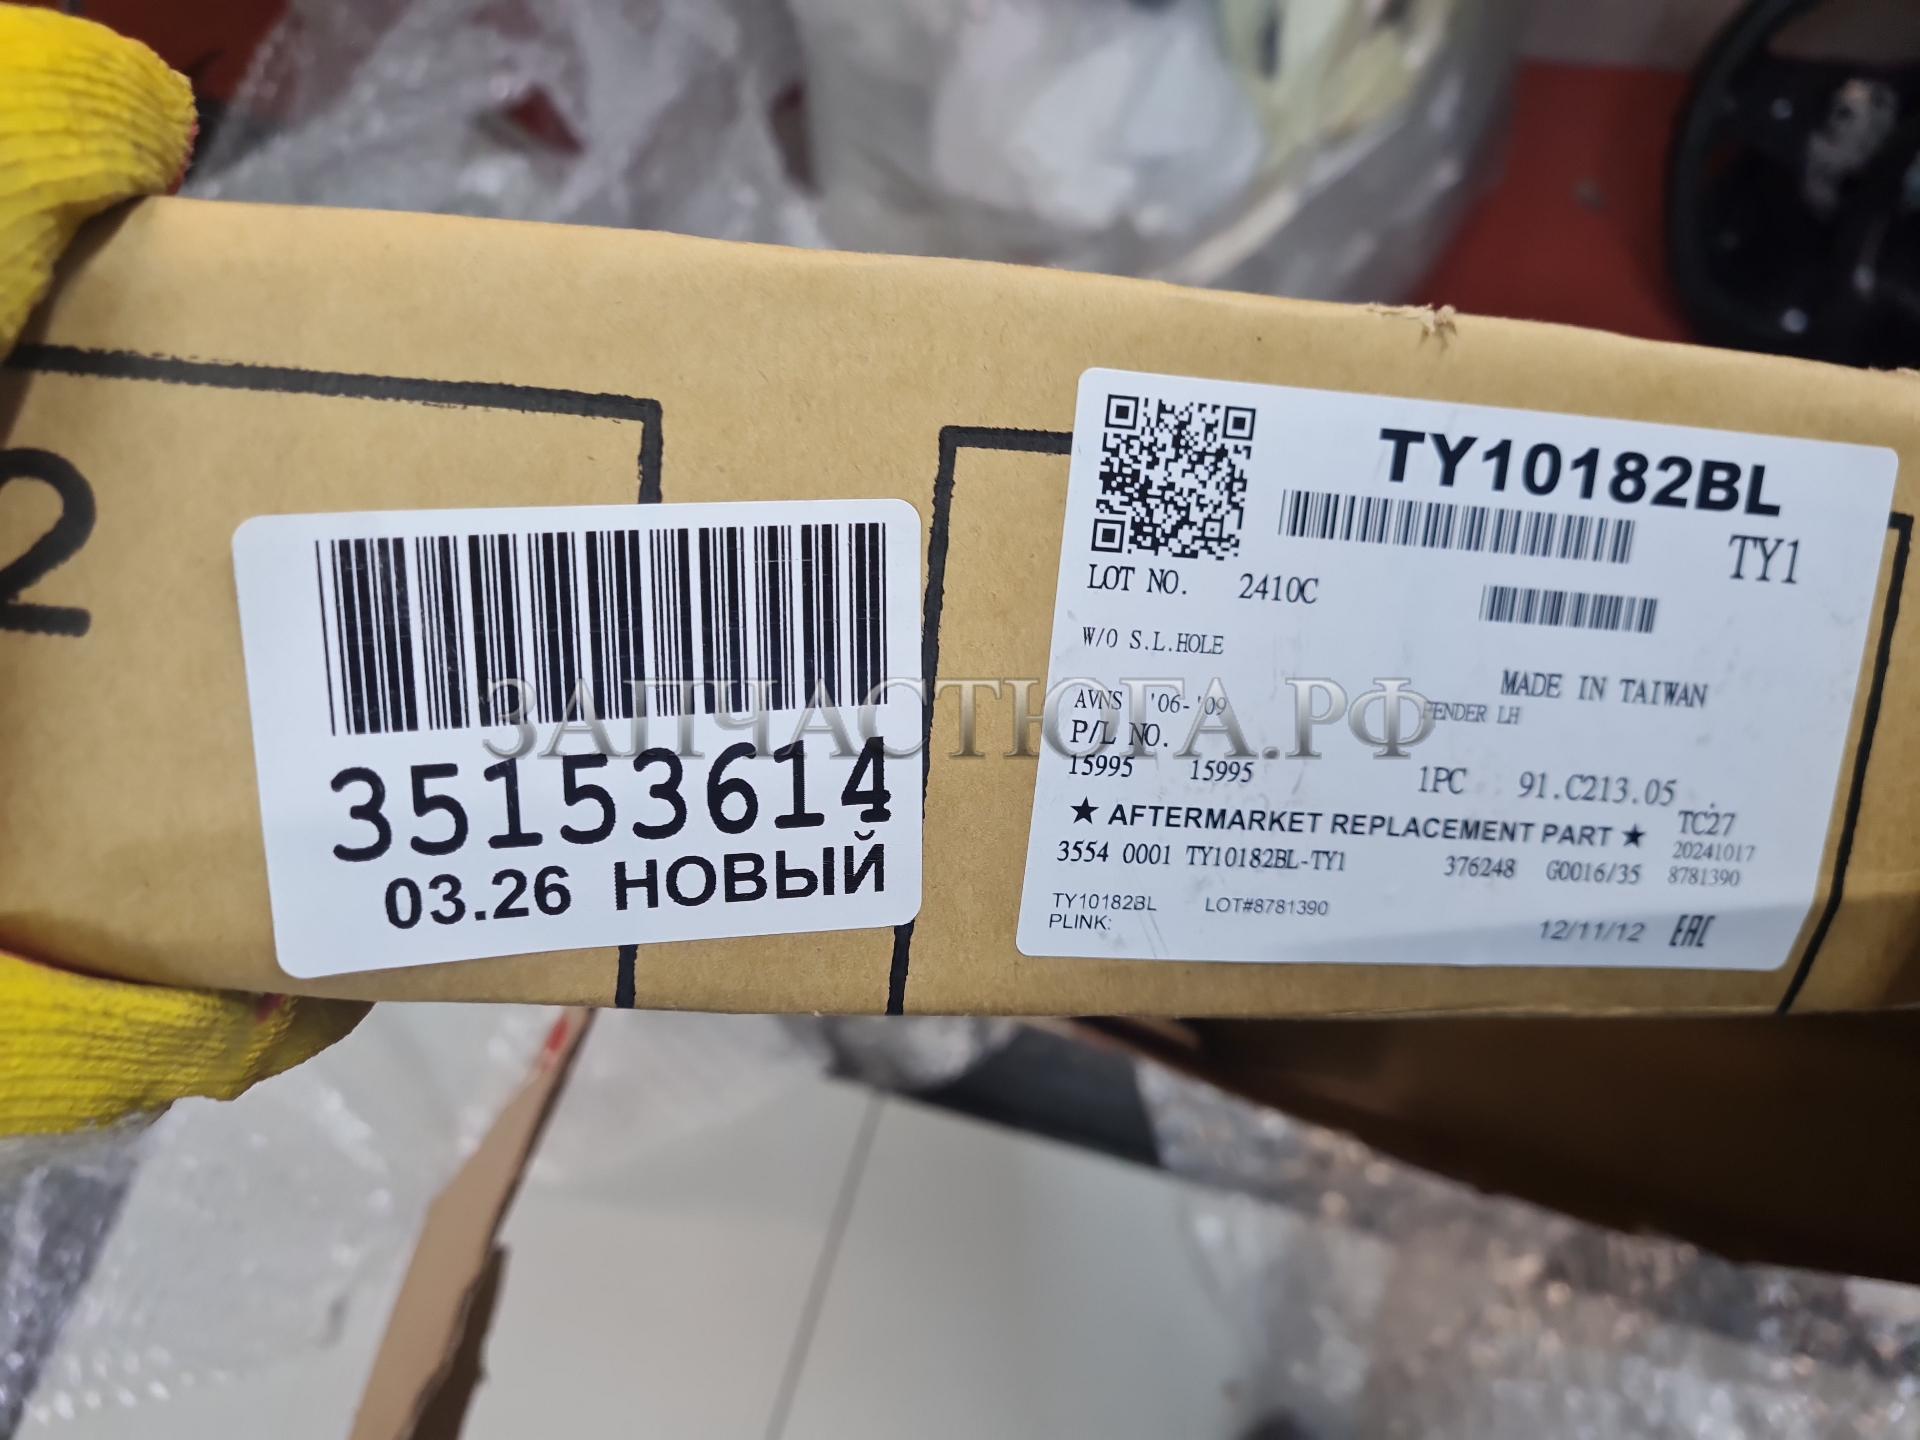 2
35153614
03.26 НОВЫЙ
TY10182BL
TY1
LOT NO. 2410C
W/O S.L.HOLE
MADE IN TAIWAN
AVNS '06-'09 FENDER LH
P/L NO.
15995 15995 1PC 91.C213.05
★ AFTERMARKET REPLACEMENT PART ★ TC27
20241017
3554 0001 TY10182BL-TY1 376248 G0016/35 8781390
TY10182BL LOT#8781390
PLINK: 12/11/12 EAC
ЗАПЧАСТЮГА.РФ